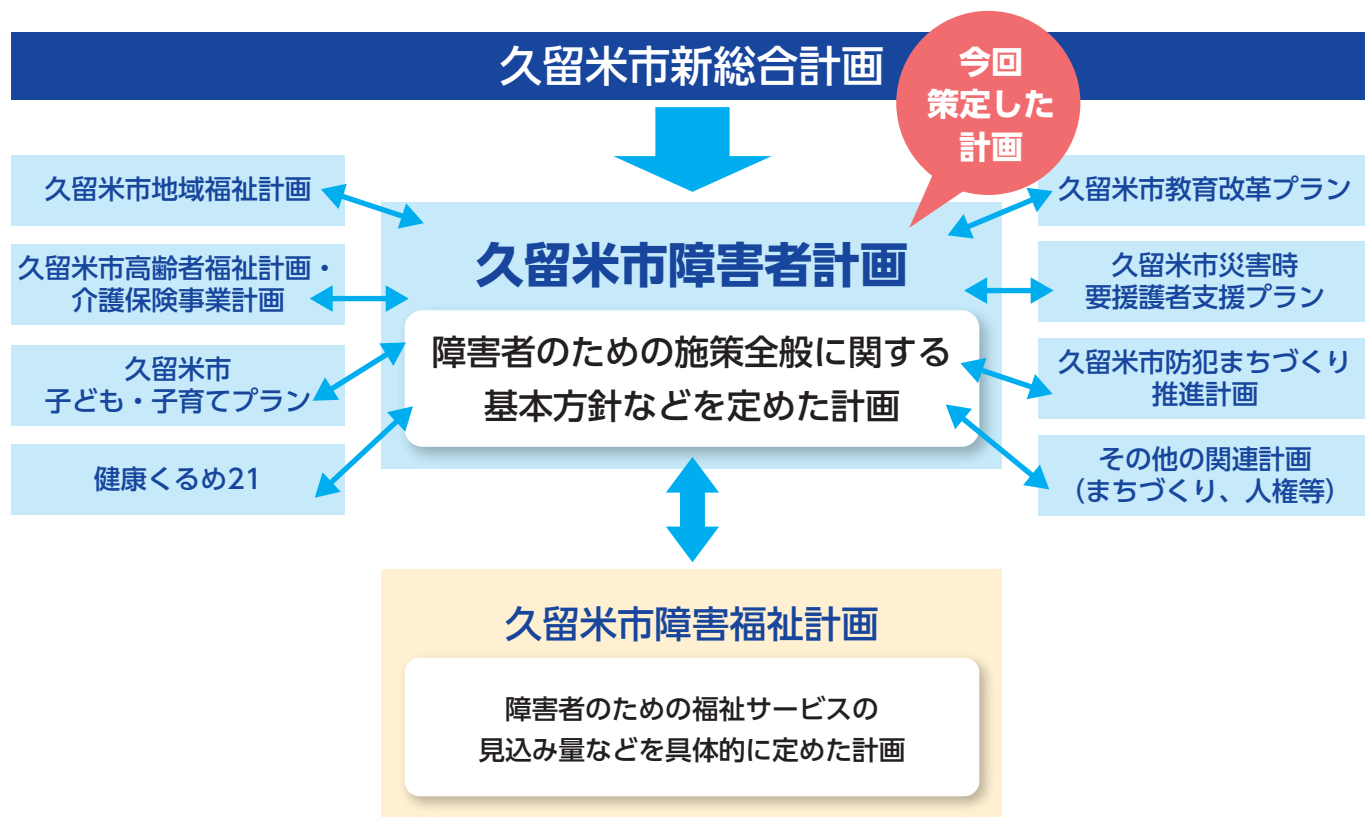 久留米市新総合計画
今回
策定した
計画
久留米市地域福祉計画
久留米市高齢者福祉計画・
介護保険事業計画
久留米市
子ども・子育てプラン
健康くるめ21
久留米市障害者計画
障害者のための施策全般に関する
基本方針などを定めた計画
久留米市教育改革プラン
久留米市災害時
要援護者支援プラン
久留米市防犯まちづくり
推進計画
その他の関連計画
（まちづくり、人権等）
久留米市障害福祉計画
障害者のための福祉サービスの
見込み量などを具体的に定めた計画